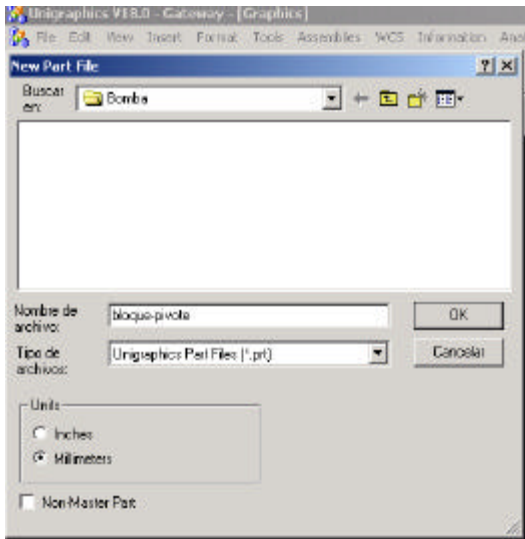 Unigraphics V18.0 - Gateway - [Graphics]
File Edit View Insert Format Tools Assemblies WCS Information Anal
New Part File
Buscar en: Bomba
Nombre de archivo: bloque-pivote
OK
Tipo de archivos: Unigraphics Part Files (*.prt)
Cancelar
Units
Inches
Millimeters
Non-Master Part